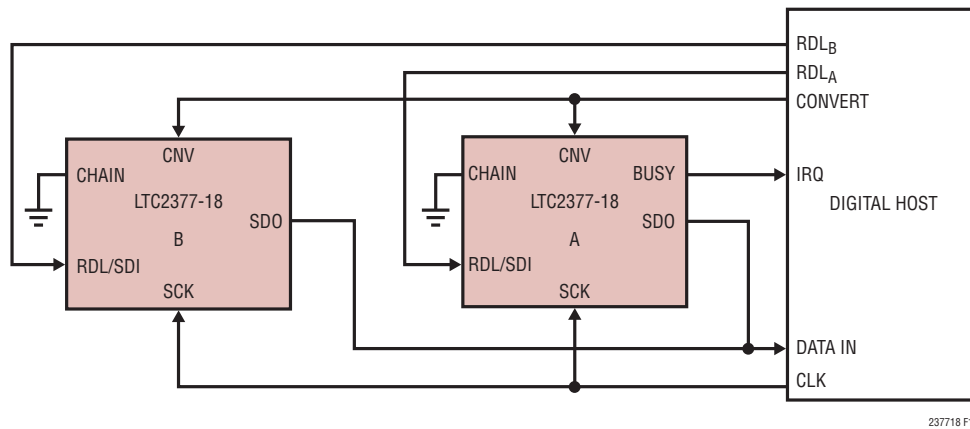 RDLB
RDLA
CONVERT
IRQ
DIGITAL HOST
DATA IN
CLK
CNV
CHAIN
LTC2377-18
SDO
B
RDL/SDI
SCK
CNV
CHAIN
BUSY
LTC2377-18
SDO
A
RDL/SDI
SCK